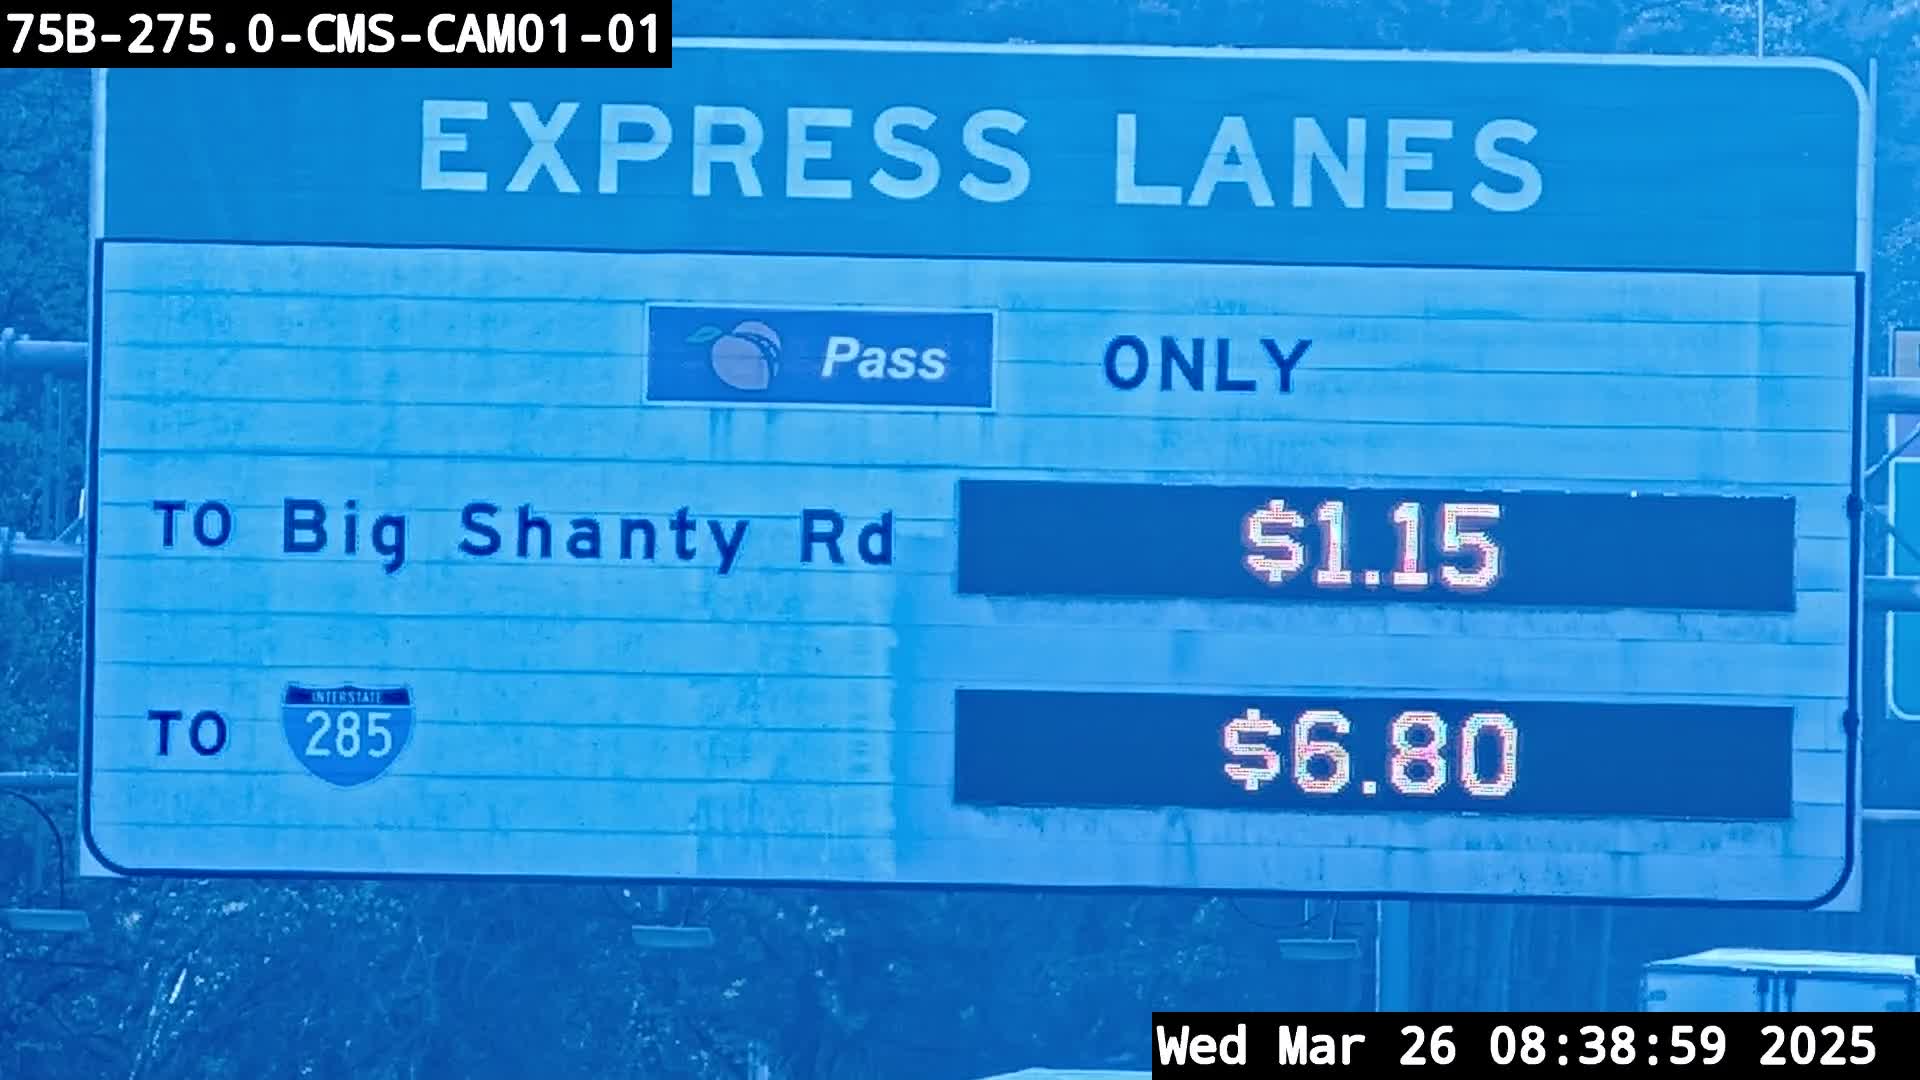 75B-275.0-CMS-CAM01-01
EXPRESS LANES
Pass ONLY
TO Big Shanty Rd $1.15
TO INTERSTATE 285 $6.80
Wed Mar 26 08:38:59 2025